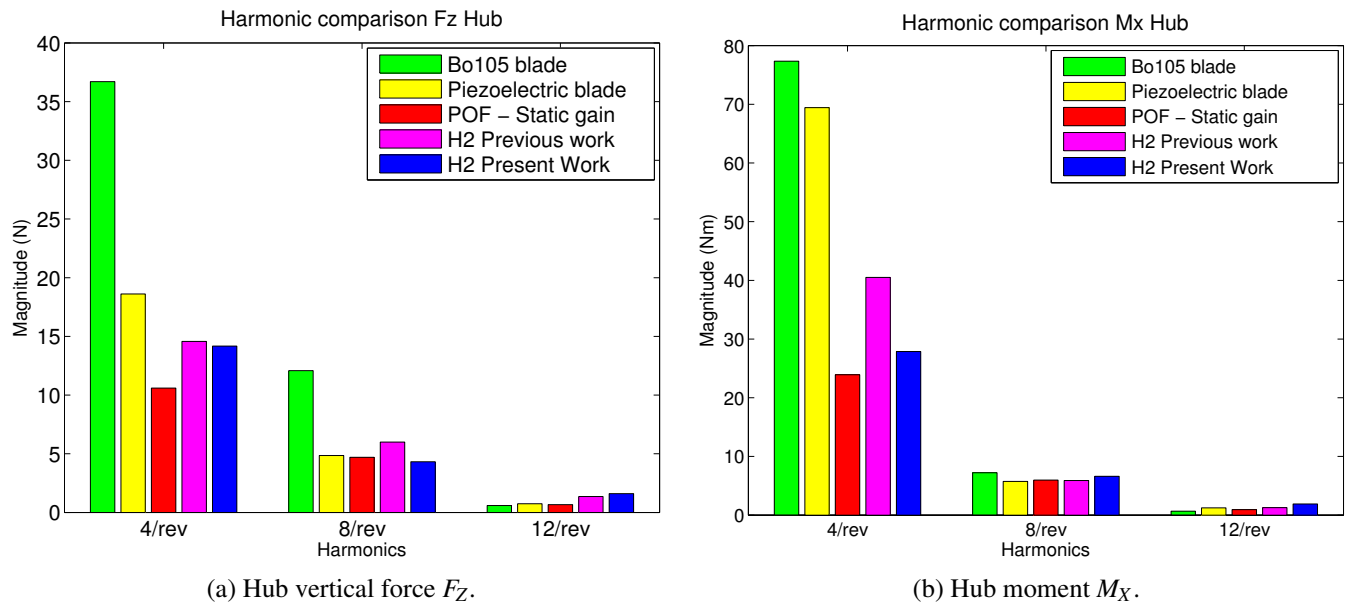 Harmonic comparison Fz Hub
40
35
30
25
20
15
10
5
0
Magnitude (N)
Bo105 blade
Piezoelectric blade
POF − Static gain
H2 Previous work
H2 Present Work
4/rev 8/rev 12/rev
Harmonics
(a) Hub vertical force F_Z.
Harmonic comparison Mx Hub
80
70
60
50
40
30
20
10
0
Magnitude (Nm)
Bo105 blade
Piezoelectric blade
POF − Static gain
H2 Previous work
H2 Present Work
4/rev 8/rev 12/rev
Harmonics
(b) Hub moment M_X.